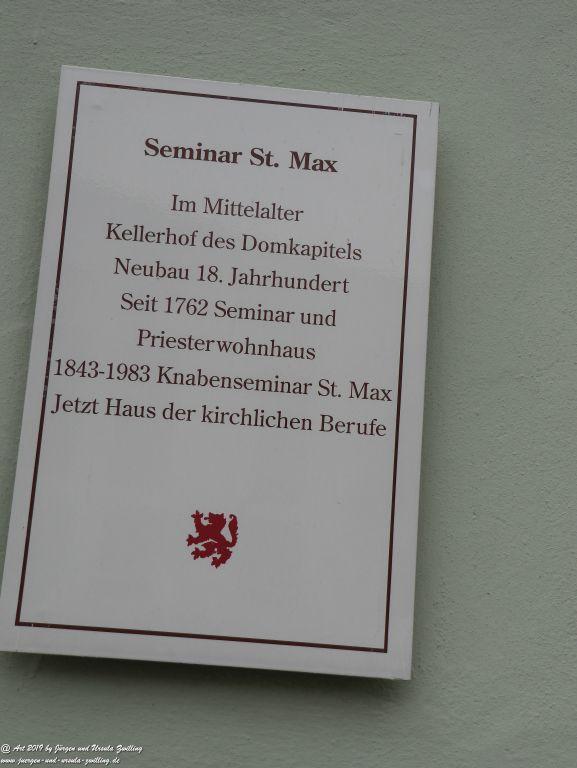 Seminar St. Max
Im Mittelalter
Kellerhof des Domkapitels
Neubau 18. Jahrhundert
Seit 1762 Seminar und
Priesterwohnhaus
1843-1983 Knabenseminar St. Max
Jetzt Haus der kirchlichen Berufe
@ Art 2019 by Jürgen und Ursula Zwilling
www.juergen-und-ursula-zwilling.de